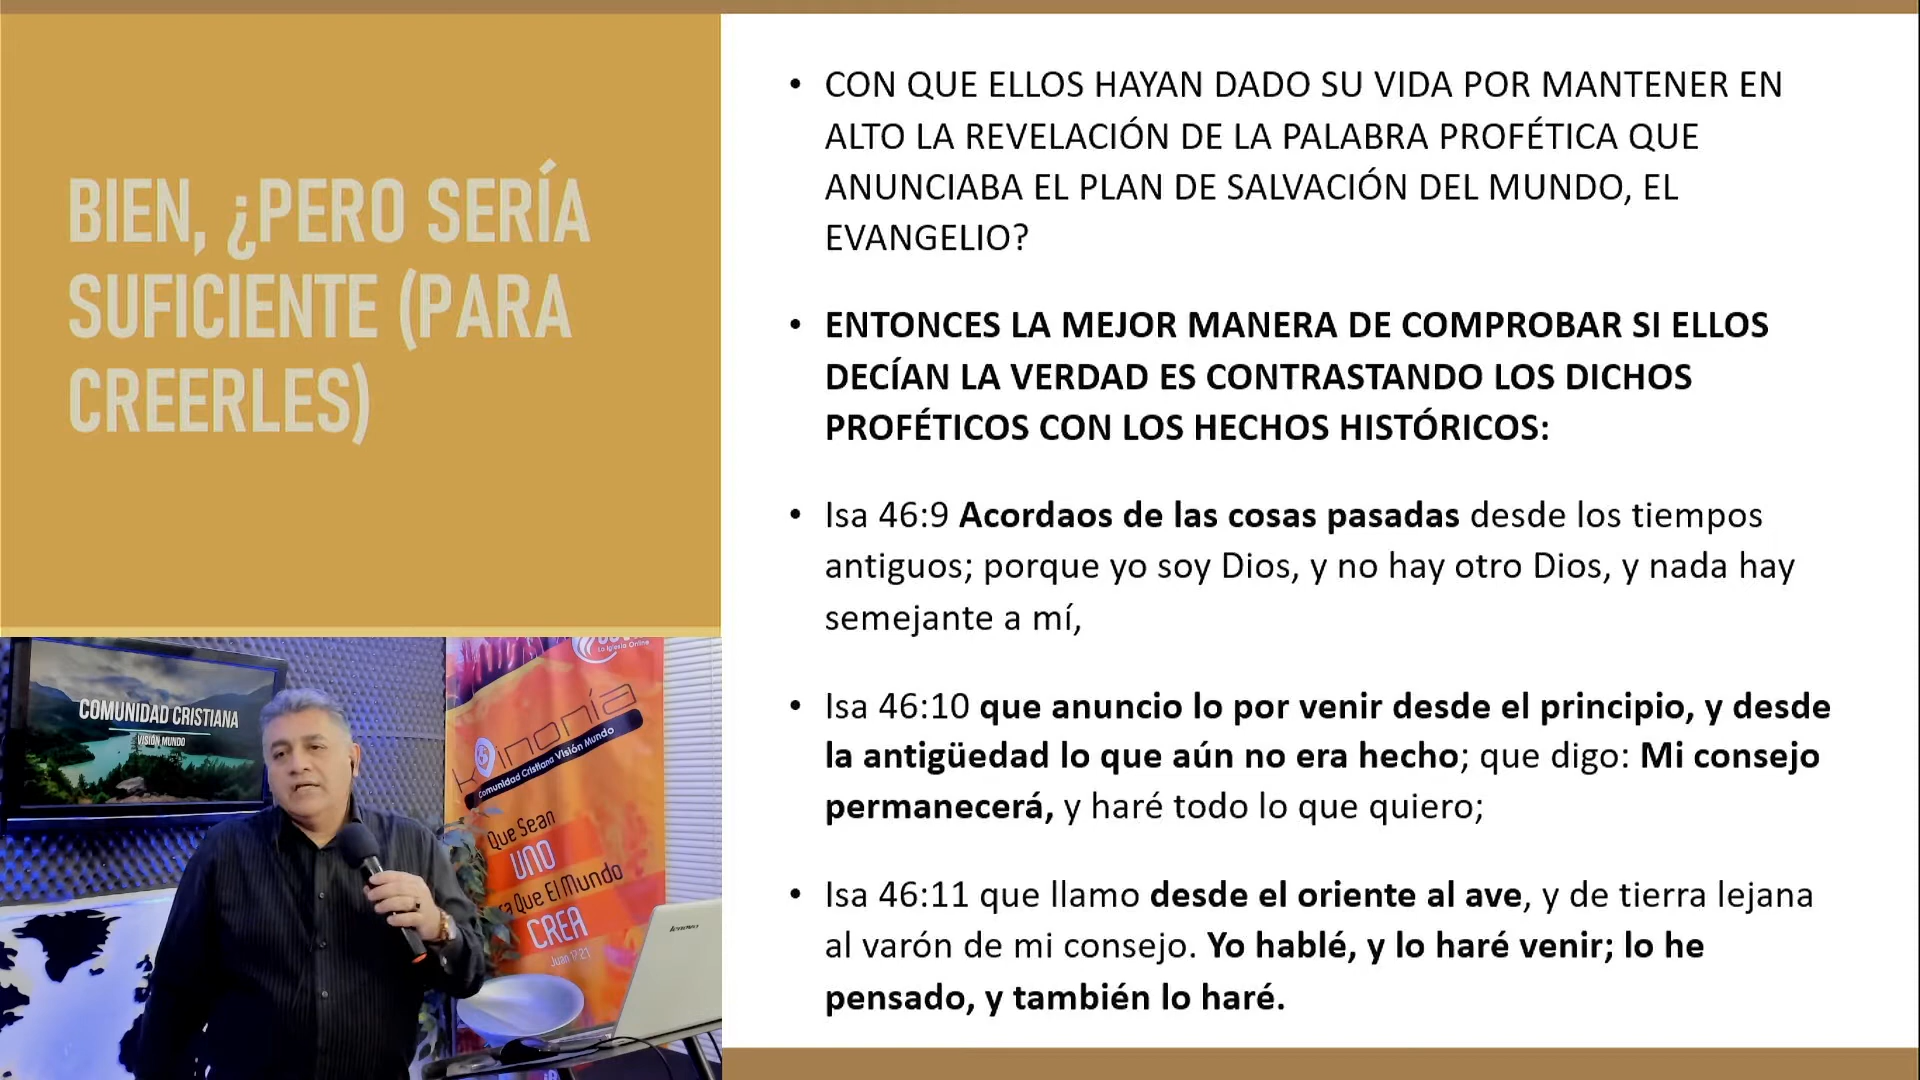 BIEN, ¿PERO SERÍA
SUFICIENTE (PARA
CREERLES)
• CON QUE ELLOS HAYAN DADO SU VIDA POR MANTENER EN
ALTO LA REVELACIÓN DE LA PALABRA PROFÉTICA QUE
ANUNCIABA EL PLAN DE SALVACIÓN DEL MUNDO, EL
EVANGELIO?
• ENTONCES LA MEJOR MANERA DE COMPROBAR SI ELLOS
DECÍAN LA VERDAD ES CONTRASTANDO LOS DICHOS
PROFÉTICOS CON LOS HECHOS HISTÓRICOS:
• Isa 46:9 Acordaos de las cosas pasadas desde los tiempos
antiguos; porque yo soy Dios, y no hay otro Dios, y nada hay
semejante a mí,
• Isa 46:10 que anuncio lo por venir desde el principio, y desde
la antigüedad lo que aún no era hecho; que digo: Mi consejo
permanecerá, y haré todo lo que quiero;
• Isa 46:11 que llamo desde el oriente al ave, y de tierra lejana
al varón de mi consejo. Yo hablé, y lo haré venir; lo he
pensado, y también lo haré.
COMUNIDAD CRISTIANA
VISIÓN MUNDO
La Iglesia Online
koinonía
Comunidad Cristiana Visión Mundo
Que Sean
UNO
Que El Mundo
CREA
Juan 17:21